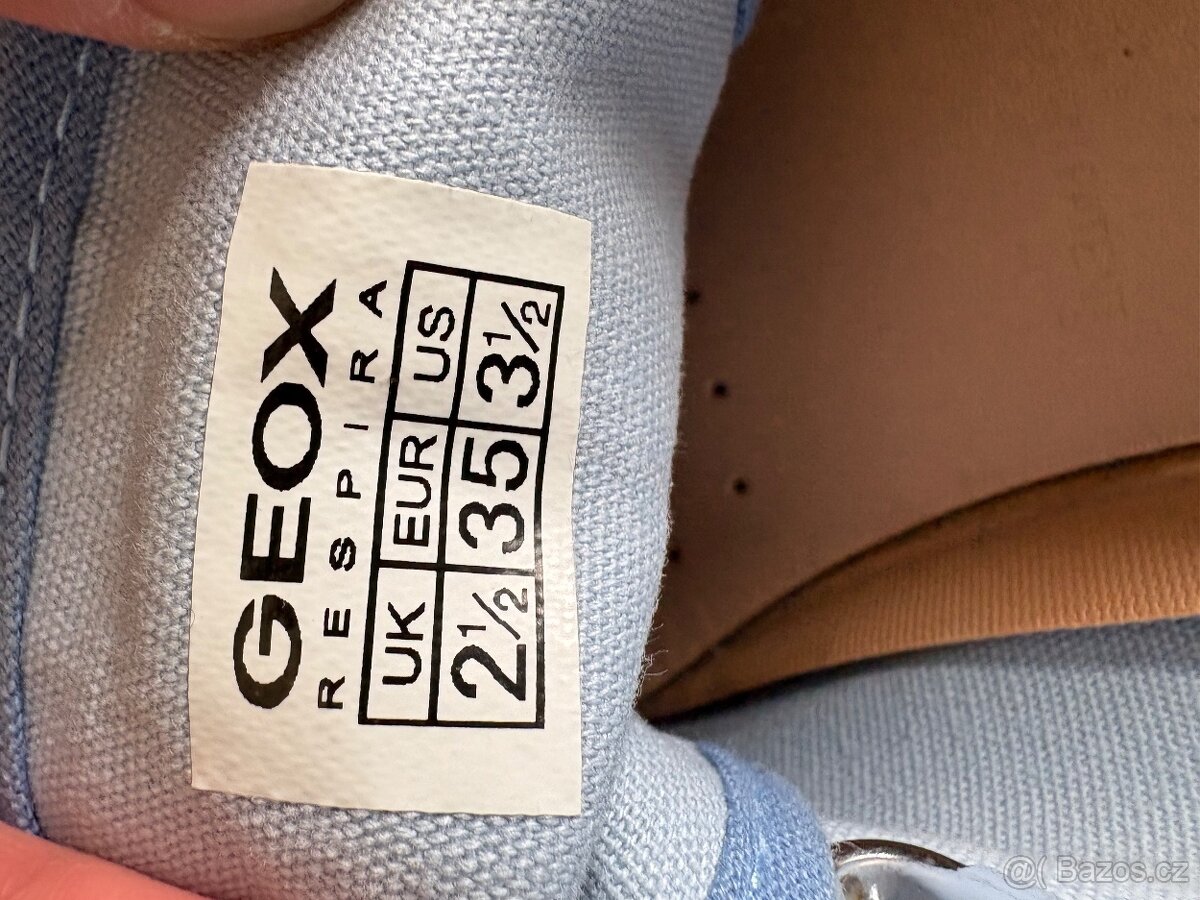 GEOX
RESPIRA
UK EUR US
2½ 35 3½
@( Bazos.cz